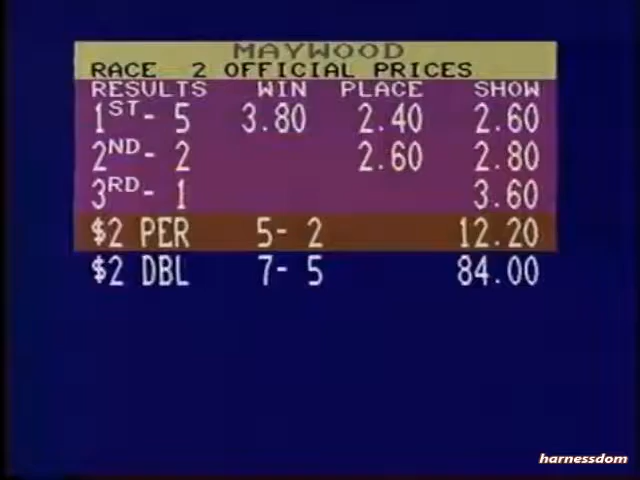 MAYWOOD
RACE 2 OFFICIAL PRICES
RESULTS WIN PLACE SHOW
1ST- 5 3.80 2.40 2.60
2ND- 2 2.60 2.80
3RD- 1 3.60
$2 PER 5- 2 12.20
$2 DBL 7- 5 84.00
harnessdom